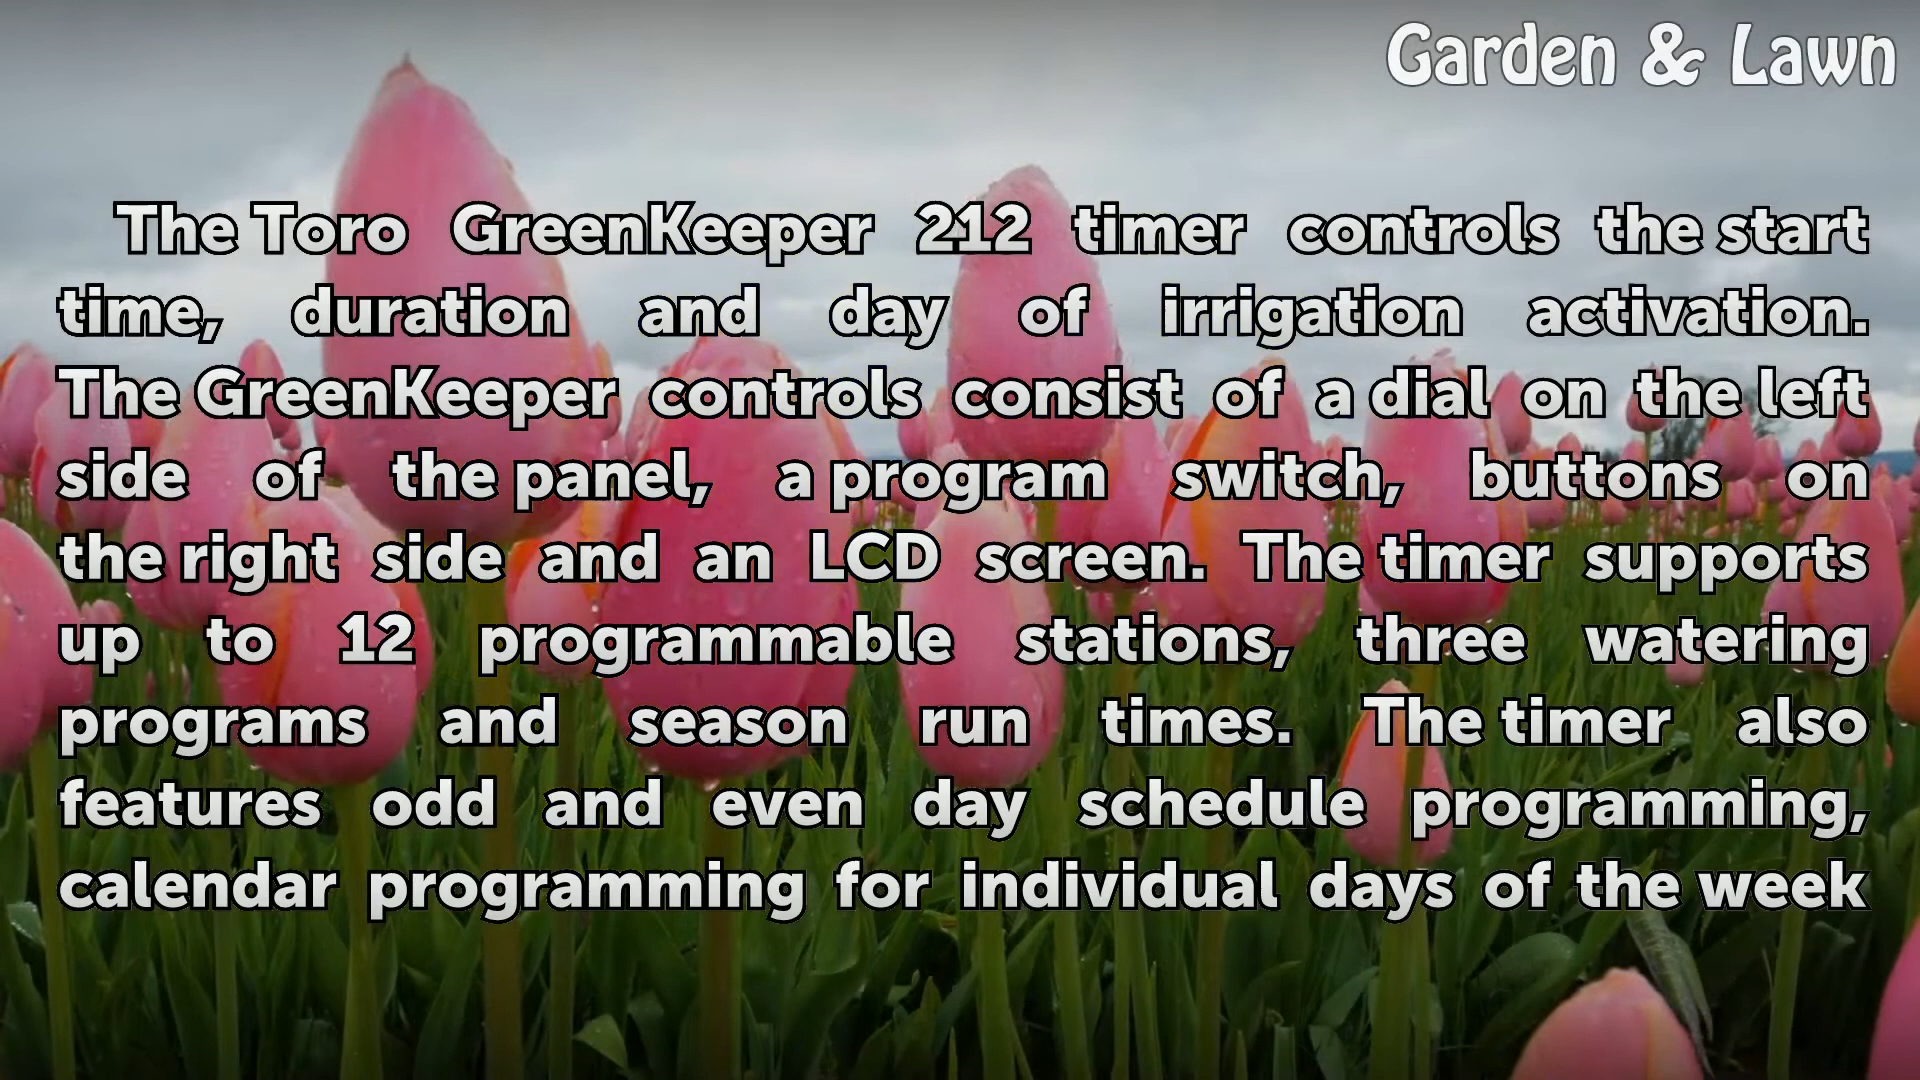 Garden & Lawn
The Toro GreenKeeper 212 timer controls the start
time, duration and day of irrigation activation.
The GreenKeeper controls consist of a dial on the left
side of the panel, a program switch, buttons on
the right side and an LCD screen. The timer supports
up to 12 programmable stations, three watering
programs and season run times. The timer also
features odd and even day schedule programming,
calendar programming for individual days of the week